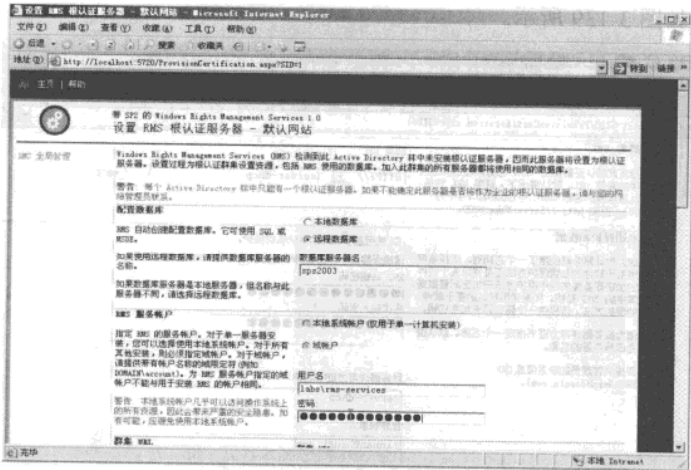 设置 RMS 根认证服务器 - 默认网站 - Microsoft Internet Explorer
文件(F) 编辑(E) 查看(V) 收藏(A) 工具(T) 帮助(H)
后退 搜索 收藏夹
地址(D) http://localhost:5720/ProvisionCertification.aspx?SID=1 转到 链接 »
主页 | 帮助
带 SP2 的 Windows Rights Management Services 1.0
设置 RMS 根认证服务器 - 默认网站
RMS 全局管理
Windows Rights Management Services (RMS) 检测到此 Active Directory 林中未安装根认证服务器，因而此服务器将设置为根认证
服务器。设置过程为根认证群集设置资源，包括 RMS 使用的数据库。加入此群集的所有服务器都将使用相同的数据库。
警告 每个 Active Directory 林中只能有一个根认证服务器。如果不能确定此服务器是否将作为企业的根认证服务器，请与您的网
络管理员联系。
配置数据库
RMS 自动创建配置数据库。它可使用 SQL 或
MSDE。
如果使用远程数据库，请提供数据库服务器的
名称。
如果数据库服务器是本地服务器，但名称与此
服务器不同，请选择远程数据库。
本地数据库
远程数据库
数据库服务器名
sps2003
RMS 服务帐户
指定 RMS 的服务帐户。对于单一服务器安
装，您可以选择使用本地系统帐户。对于所有
其他安装，则必须指定域帐户。对于域帐户，
请提供带有帐户名称的域限定符(例如
DOMAIN\account)。为 RMS 服务帐户指定的域
帐户不能与用于安装 RMS 的帐户相同。
警告 本地系统帐户几乎可以访问操作系统上
的所有资源，因此会带来严重的安全隐患。如
有可能，应避免使用本地系统帐户。
本地系统帐户(仅用于单一计算机安装)
域帐户
用户名
labs\rms-services
密码
群集 URL
完毕 本地 Intranet